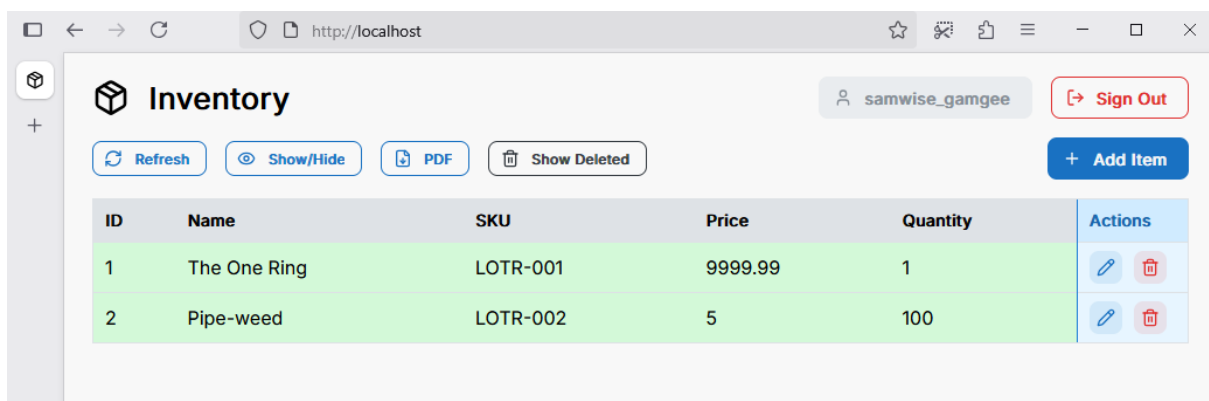 http://localhost
Inventory samwise_gamgee Sign Out
Refresh Show/Hide PDF Show Deleted + Add Item
ID Name SKU Price Quantity Actions
1 The One Ring LOTR-001 9999.99 1
2 Pipe-weed LOTR-002 5 100